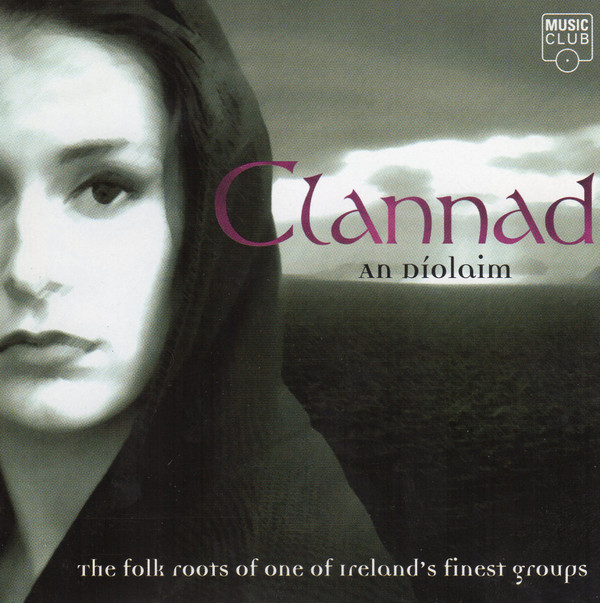 MUSIC
CLUB
Clannad
An Díolaim
The folk roots of one of Ireland's finest groups